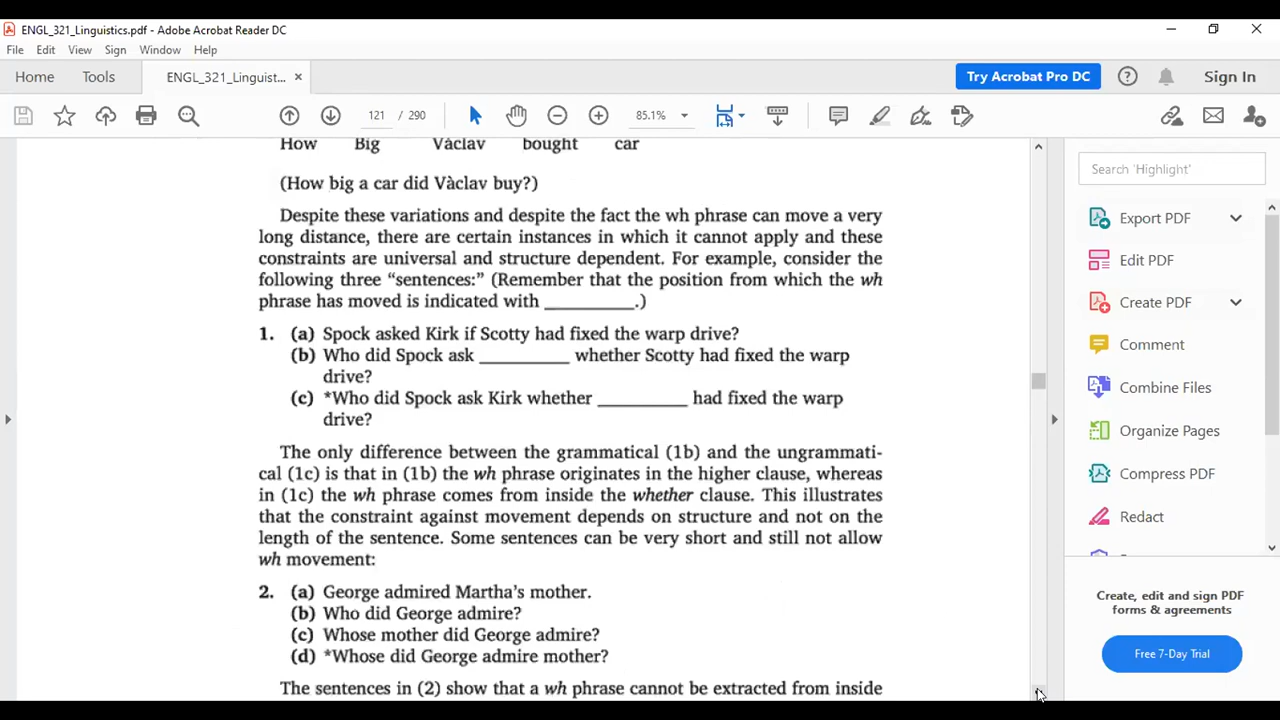 ENGL_321_Linguistics.pdf - Adobe Acrobat Reader DC
File Edit View Sign Window Help
Home Tools ENGL_321_Linguist... × Try Acrobat Pro DC Sign In
121 / 290 85.1%
How Big Vàclav bought car
(How big a car did Vàclav buy?)
Despite these variations and despite the fact the wh phrase can move a very
long distance, there are certain instances in which it cannot apply and these
constraints are universal and structure dependent. For example, consider the
following three “sentences:” (Remember that the position from which the wh
phrase has moved is indicated with __________.)
1. (a) Spock asked Kirk if Scotty had fixed the warp drive?
(b) Who did Spock ask __________ whether Scotty had fixed the warp
drive?
(c) *Who did Spock ask Kirk whether __________ had fixed the warp
drive?
The only difference between the grammatical (1b) and the ungrammati-
cal (1c) is that in (1b) the wh phrase originates in the higher clause, whereas
in (1c) the wh phrase comes from inside the whether clause. This illustrates
that the constraint against movement depends on structure and not on the
length of the sentence. Some sentences can be very short and still not allow
wh movement:
2. (a) George admired Martha’s mother.
(b) Who did George admire?
(c) Whose mother did George admire?
(d) *Whose did George admire mother?
The sentences in (2) show that a wh phrase cannot be extracted from inside
Search 'Highlight'
Export PDF
Edit PDF
Create PDF
Comment
Combine Files
Organize Pages
Compress PDF
Redact
Create, edit and sign PDF
forms & agreements
Free 7-Day Trial